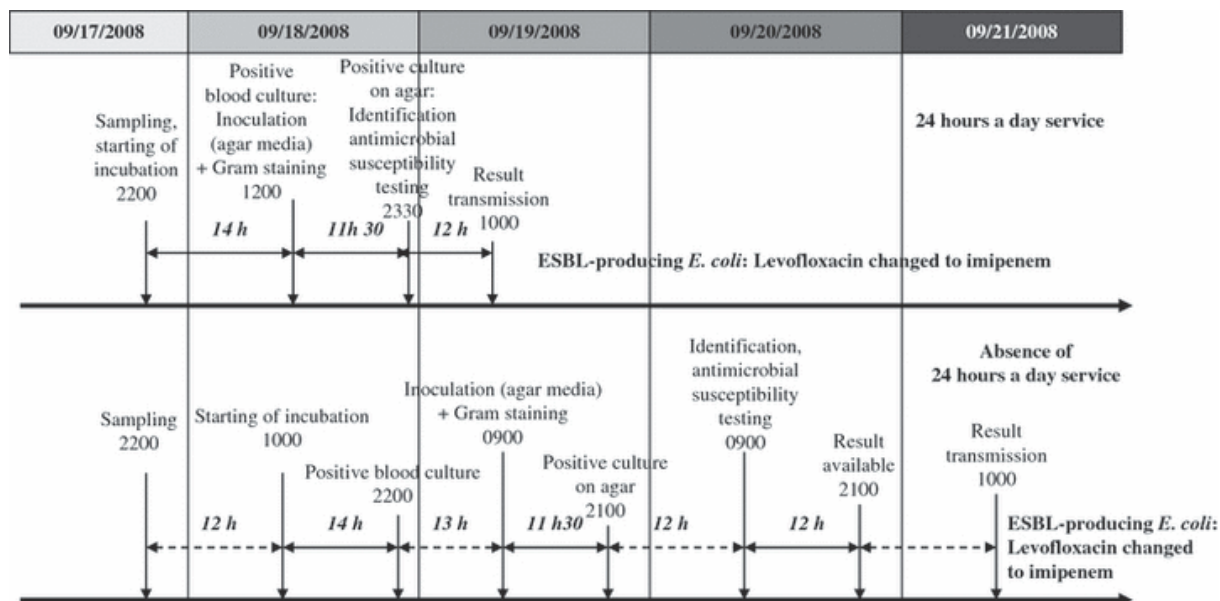 09/17/2008 09/18/2008 09/19/2008 09/20/2008 09/21/2008
24 hours a day service
Sampling,
starting of
incubation
2200
Positive
blood culture:
Inoculation
(agar media)
+ Gram staining
1200
Positive culture
on agar:
Identification
antimicrobial
susceptibility
testing
2330
Result
transmission
1000
14 h
11h 30
12 h
ESBL-producing E. coli: Levofloxacin changed to imipenem
Absence of
24 hours a day service
Sampling
2200
Starting of incubation
1000
Positive blood culture
2200
Inoculation (agar media)
+ Gram staining
0900
Positive culture
on agar
2100
Identification,
antimicrobial
susceptibility
testing
0900
Result
available
2100
Result
transmission
1000
12 h
14 h
13 h
11 h30
12 h
12 h
ESBL-producing E. coli:
Levofloxacin changed
to imipenem